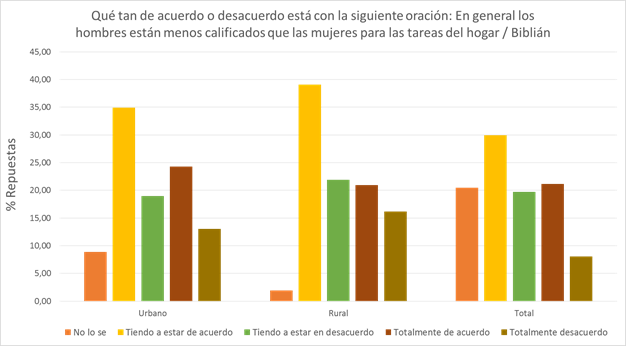 Qué tan de acuerdo o desacuerdo está con la siguiente oración: En general los
hombres están menos calificados que las mujeres para las tareas del hogar / Biblián
45,00
40,00
35,00
30,00
25,00
20,00
15,00
10,00
5,00
0,00
% Repuestas
Urbano Rural Total
No lo se Tiendo a estar de acuerdo Tiendo a estar en desacuerdo Totalmente de acuerdo Totalmente desacuerdo